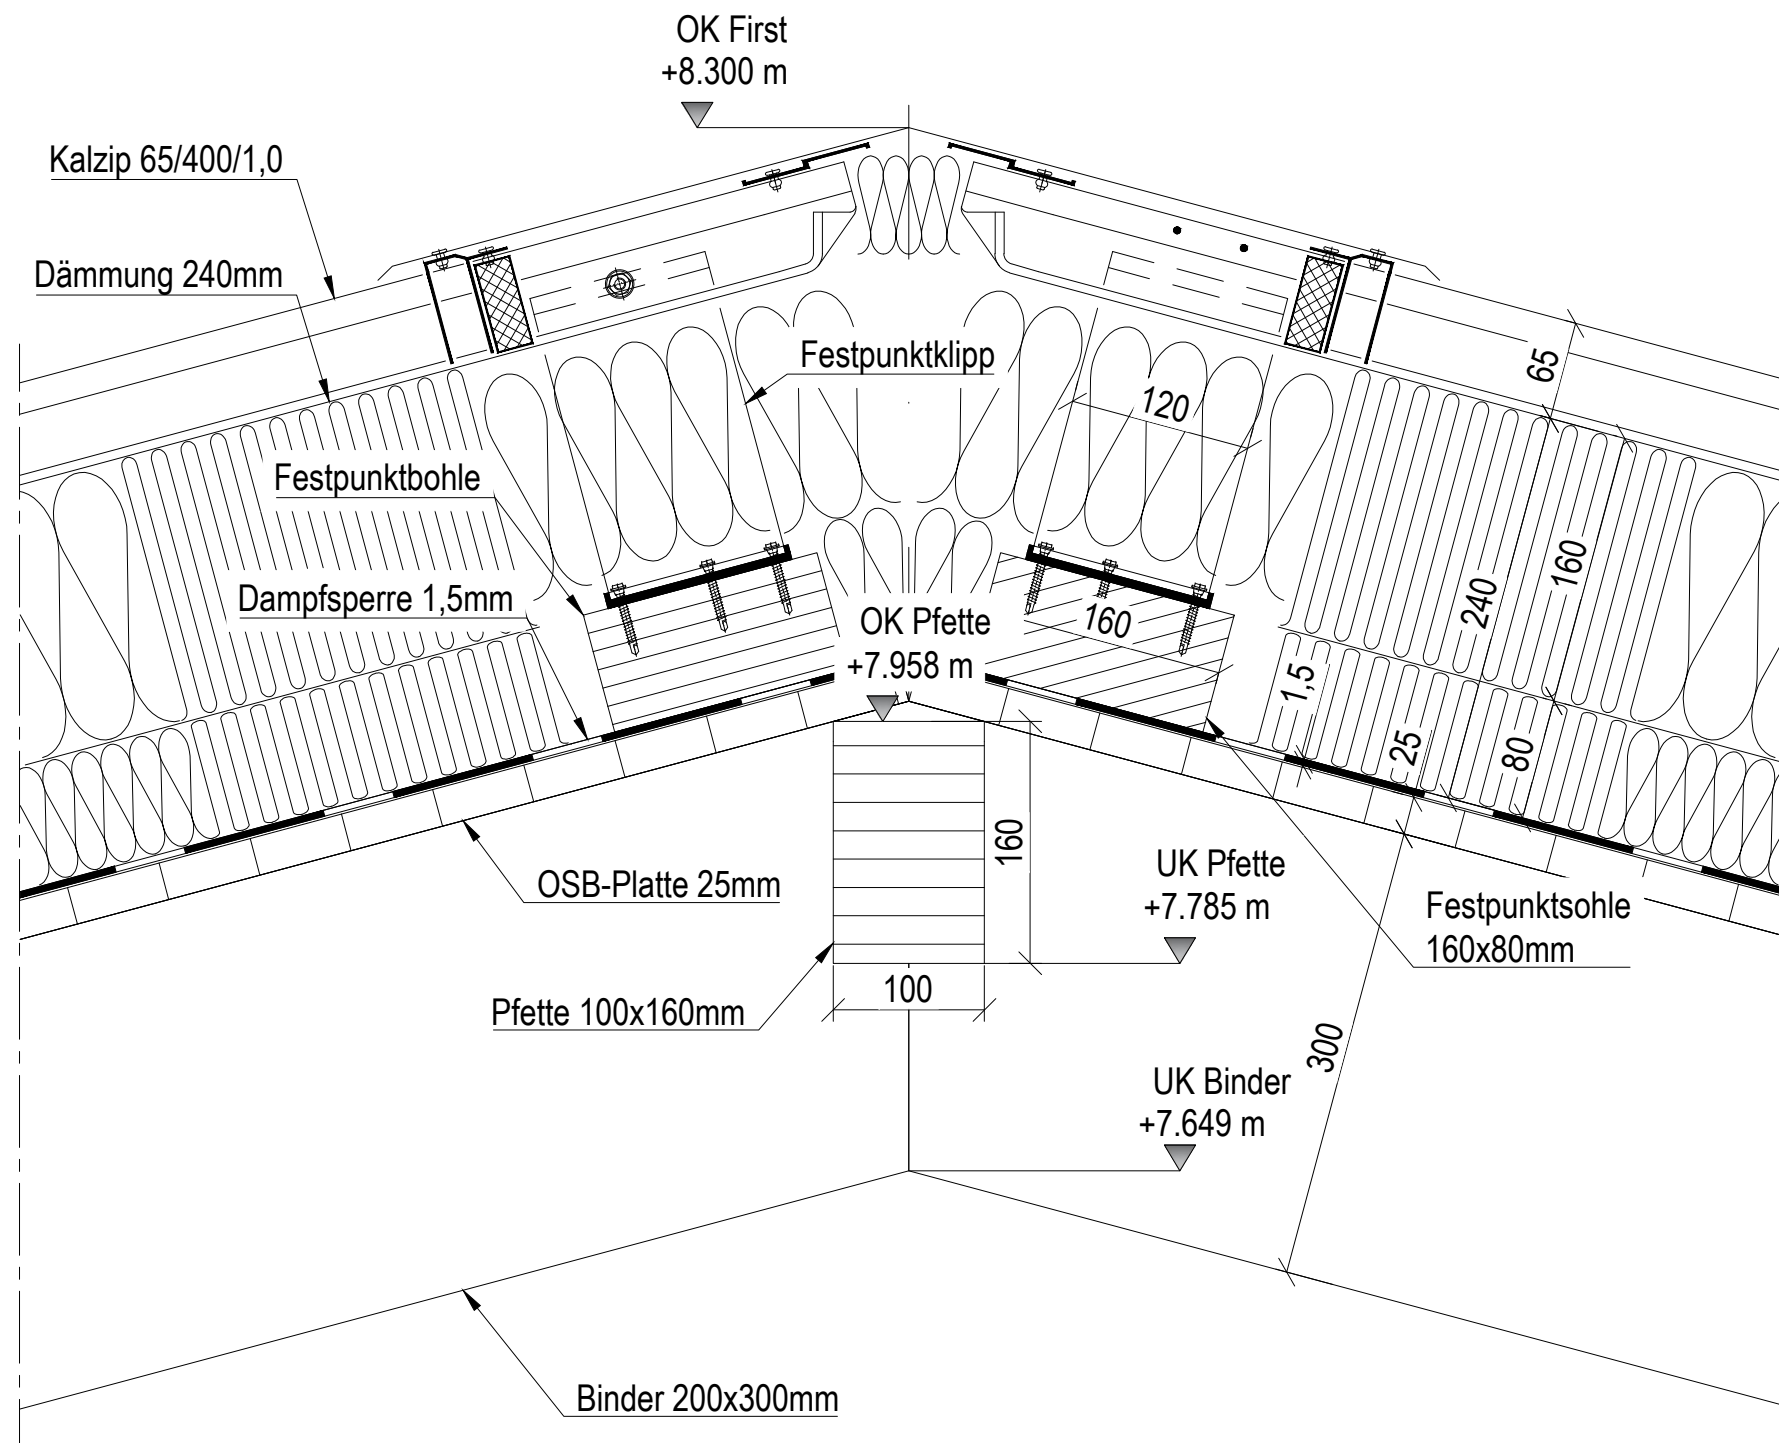 OK First
+8.300 m
Kalzip 65/400/1,0
Dämmung 240mm
Festpunktklipp
65
120
Festpunktbohle
160
240
Dampfsperre 1,5mm
OK Pfette
+7.958 m
160
1,5
25
80
160
OSB-Platte 25mm
UK Pfette
+7.785 m
Festpunktsohle
160x80mm
100
Pfette 100x160mm
300
UK Binder
+7.649 m
Binder 200x300mm